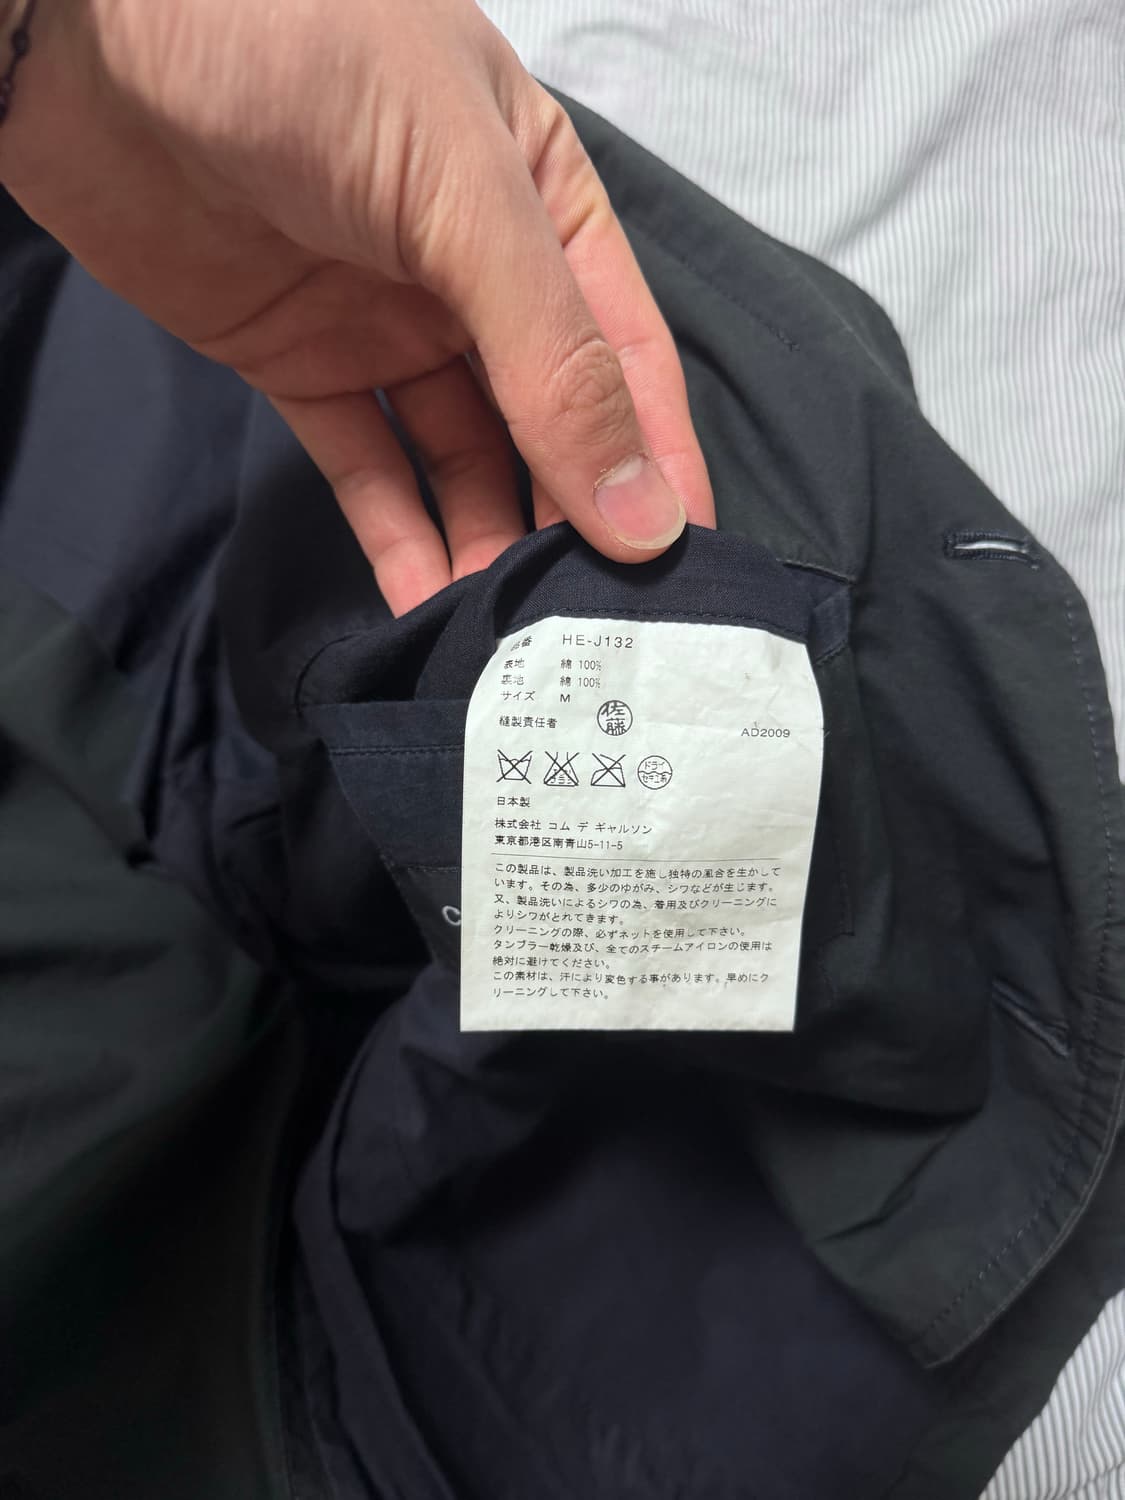 品番 HE-J132
表地 綿 100%
裏地 綿 100%
サイズ M
縫製責任者 佐藤
AD2009
ドライ
セキユ系
日本製
株式会社 コム デ ギャルソン
東京都港区南青山5-11-5
この製品は、製品洗い加工を施し独特の風合を生かして
います。その為、多少のゆがみ、シワなどが生じます。
又、製品洗いによるシワの為、着用及びクリーニングに
よりシワがとれてきます。
クリーニングの際、必ずネットを使用して下さい。
タンブラー乾燥及び、全てのスチームアイロンの使用は
絶対に避けてください。
この素材は、汗により変色する事があります。早めにク
リーニングして下さい。